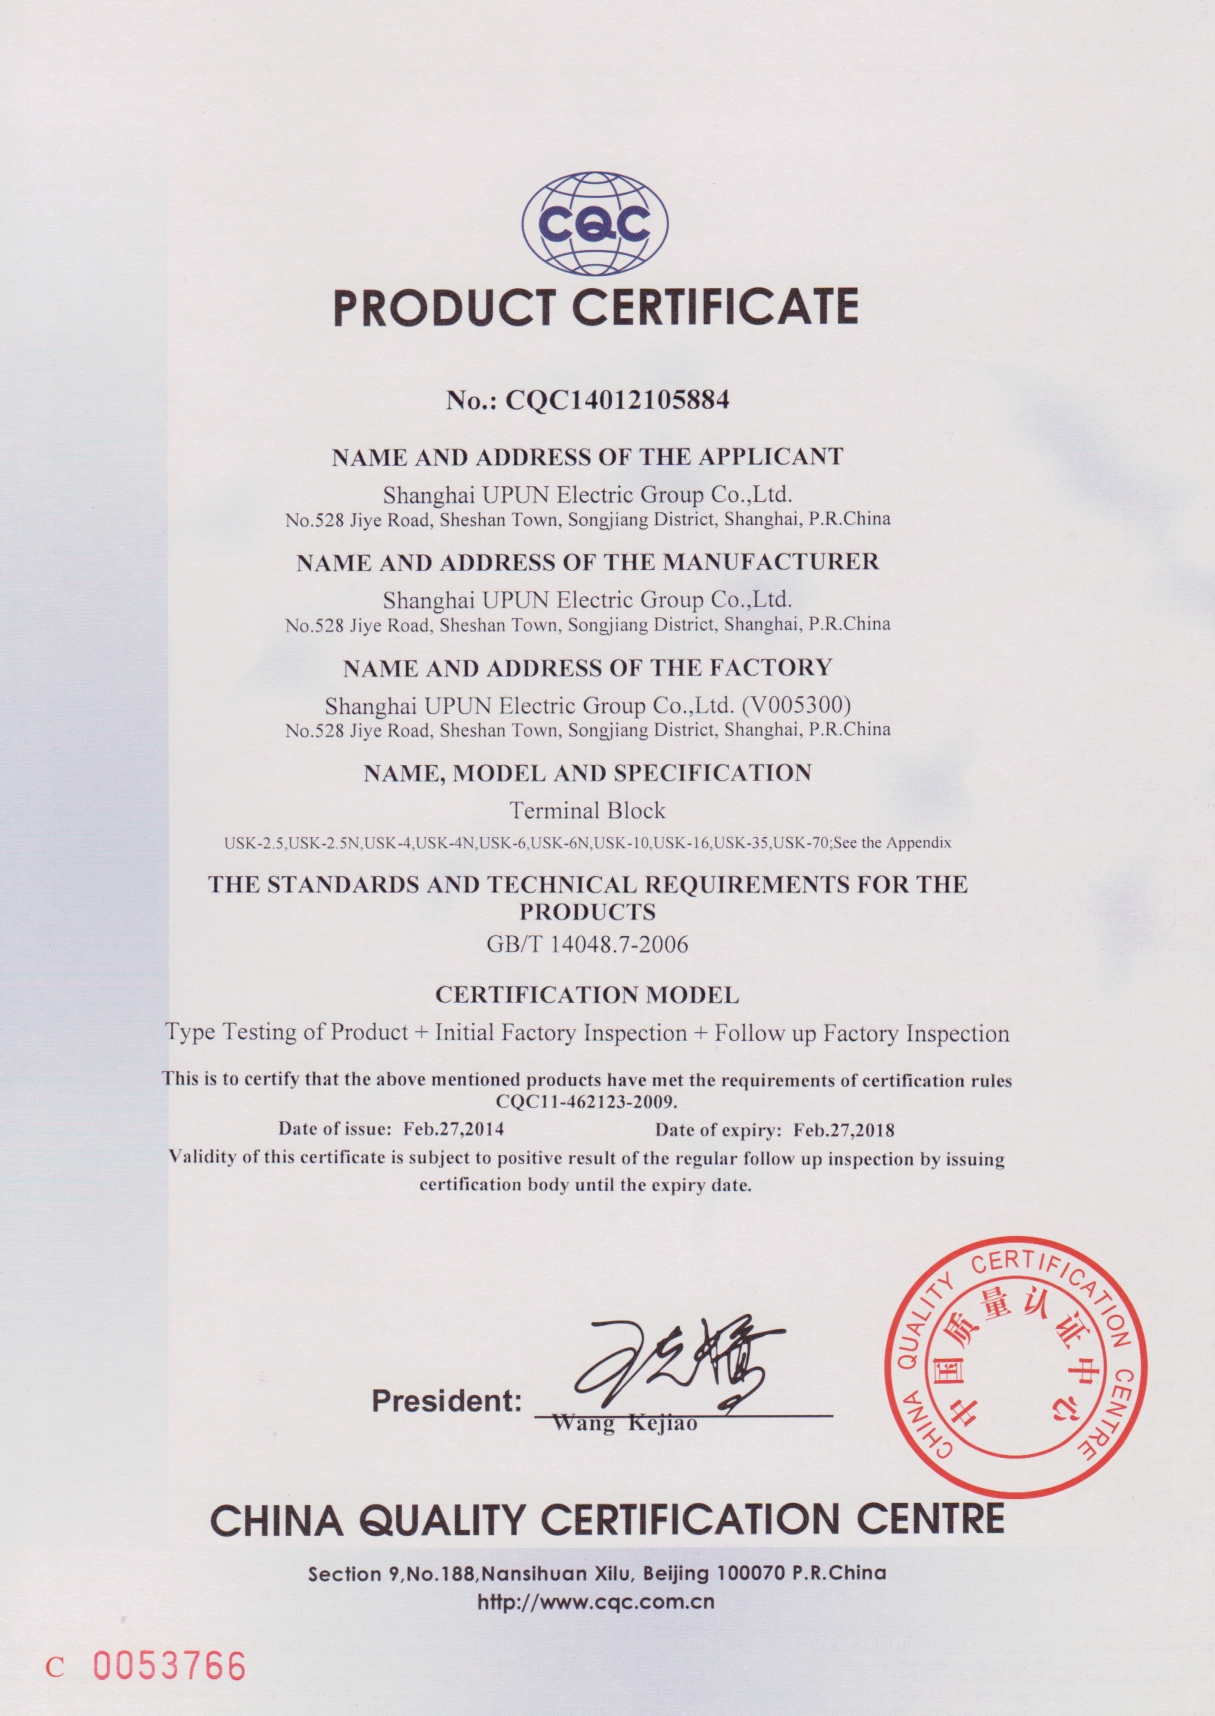 CQC
PRODUCT CERTIFICATE
No.: CQC14012105884
NAME AND ADDRESS OF THE APPLICANT
Shanghai UPUN Electric Group Co.,Ltd.
No.528 Jiye Road, Sheshan Town, Songjiang District, Shanghai, P.R.China
NAME AND ADDRESS OF THE MANUFACTURER
Shanghai UPUN Electric Group Co.,Ltd.
No.528 Jiye Road, Sheshan Town, Songjiang District, Shanghai, P.R.China
NAME AND ADDRESS OF THE FACTORY
Shanghai UPUN Electric Group Co.,Ltd. (V005300)
No.528 Jiye Road, Sheshan Town, Songjiang District, Shanghai, P.R.China
NAME, MODEL AND SPECIFICATION
Terminal Block
USK-2.5,USK-2.5N,USK-4,USK-4N,USK-6,USK-6N,USK-10,USK-16,USK-35,USK-70;See the Appendix
THE STANDARDS AND TECHNICAL REQUIREMENTS FOR THE
PRODUCTS
GB/T 14048.7-2006
CERTIFICATION MODEL
Type Testing of Product + Initial Factory Inspection + Follow up Factory Inspection
This is to certify that the above mentioned products have met the requirements of certification rules
CQC11-462123-2009.
Date of issue: Feb.27,2014 Date of expiry: Feb.27,2018
Validity of this certificate is subject to positive result of the regular follow up inspection by issuing
certification body until the expiry date.
CHINA QUALITY CERTIFICATION CENTRE
中国质量认证中心
President: 王克娇
Wang Kejiao
CHINA QUALITY CERTIFICATION CENTRE
Section 9,No.188,Nansihuan Xilu, Beijing 100070 P.R.China
http://www.cqc.com.cn
C 0053766